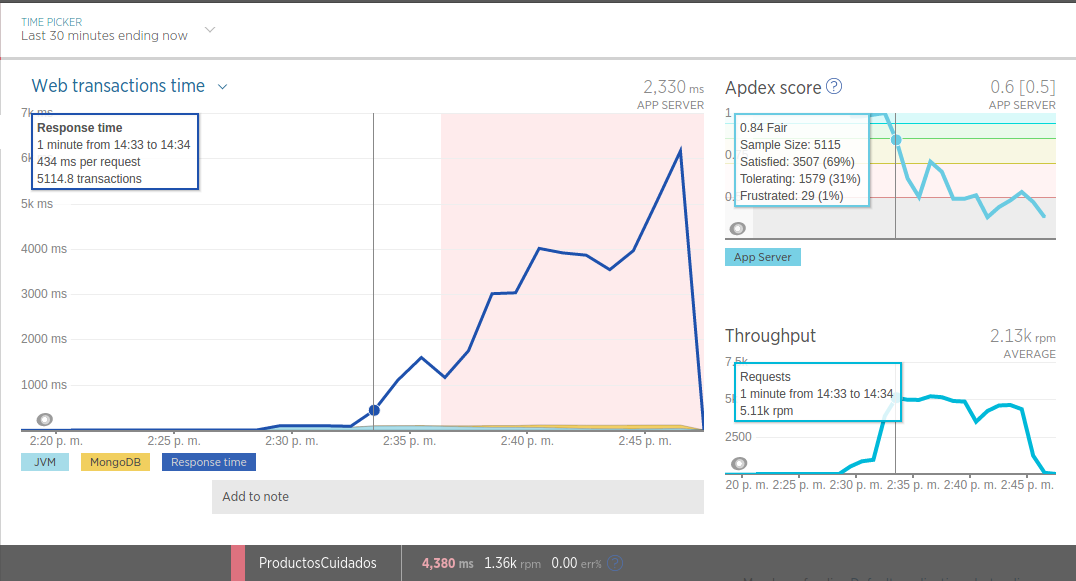 TIME PICKER
Last 30 minutes ending now
Web transactions time
2,330 ms
APP SERVER
7k ms
Response time
1 minute from 14:33 to 14:34
434 ms per request
5114.8 transactions
5k ms
4000 ms
3000 ms
2000 ms
1000 ms
2:20 p. m. 2:25 p. m. 2:30 p. m. 2:35 p. m. 2:40 p. m. 2:45 p. m.
JVM MongoDB Response time
Add to note
Apdex score ?
0.6 [0.5]
APP SERVER
1
0.84 Fair
Sample Size: 5115
Satisfied: 3507 (69%)
Tolerating: 1579 (31%)
Frustrated: 29 (1%)
App Server
Throughput
2.13k rpm
AVERAGE
7.5k
Requests
1 minute from 14:33 to 14:34
5.11k rpm
2500
20 p. m. 2:25 p. m. 2:30 p. m. 2:35 p. m. 2:40 p. m. 2:45 p. m.
ProductosCuidados 4,380 ms 1.36k rpm 0.00 err% ?